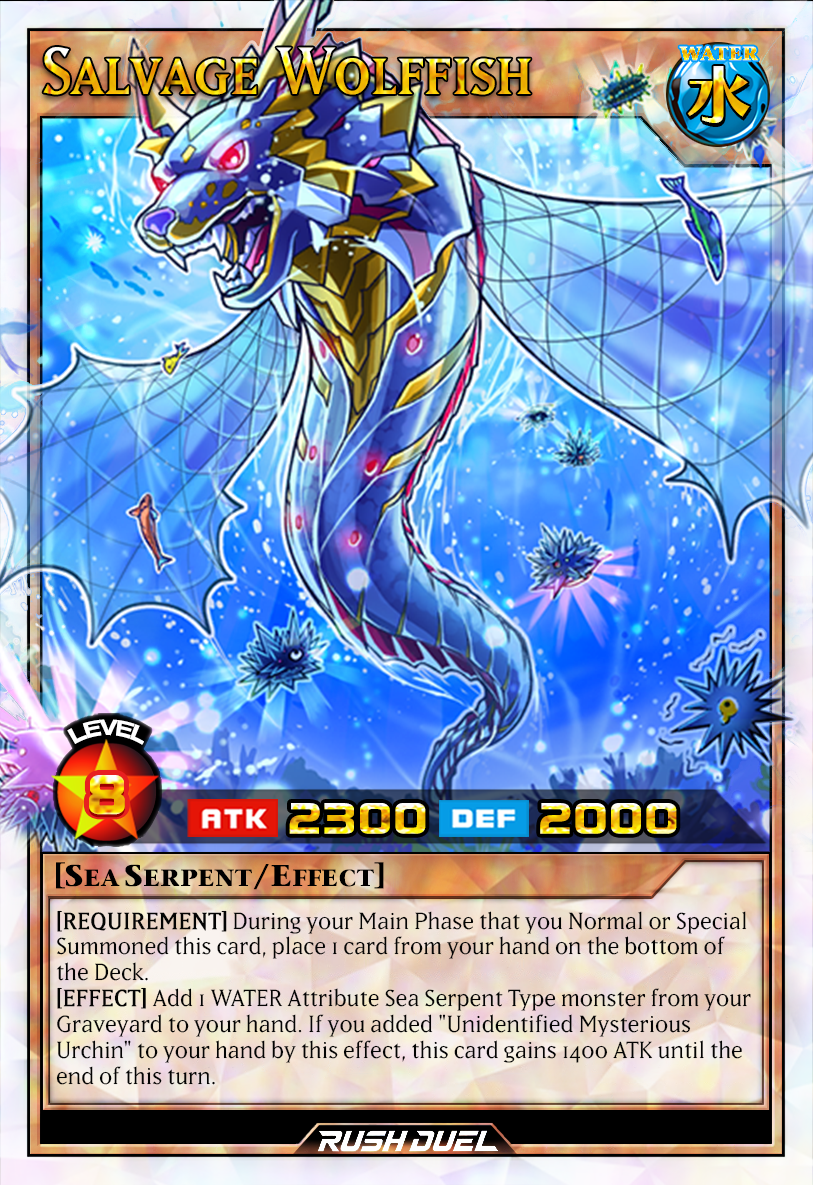 Salvage Wolffish
WATER
水
LEVEL
8
ATK 2300 DEF 2000
[Sea Serpent/Effect]
[REQUIREMENT] During your Main Phase that you Normal or Special
Summoned this card, place 1 card from your hand on the bottom of
the Deck.
[EFFECT] Add 1 WATER Attribute Sea Serpent Type monster from your
Graveyard to your hand. If you added "Unidentified Mysterious
Urchin" to your hand by this effect, this card gains 1400 ATK until the
end of this turn.
RUSH DUEL